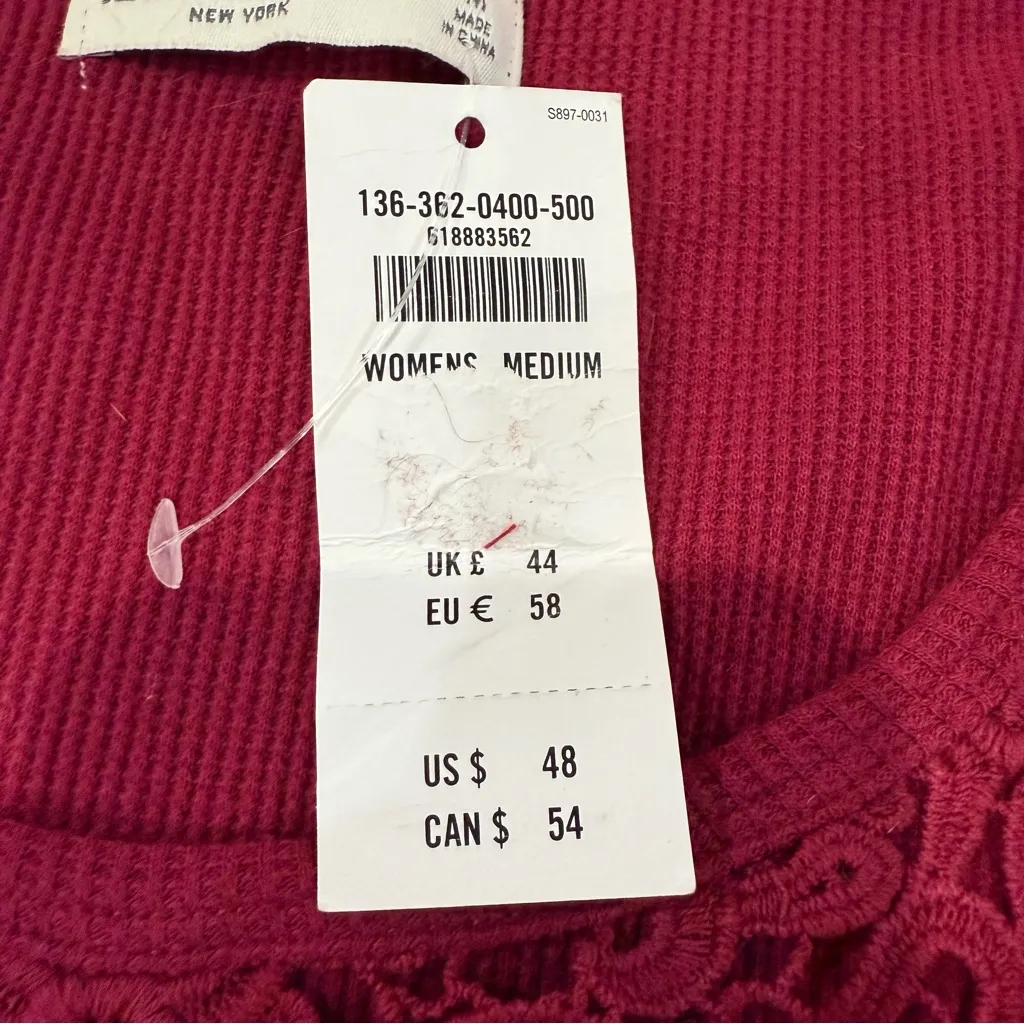 NEW YORK
MADE
IN CHINA
S897-0031
136-362-0400-500
618883562
WOMENS MEDIUM
UK £ 44
EU € 58
US $ 48
CAN $ 54